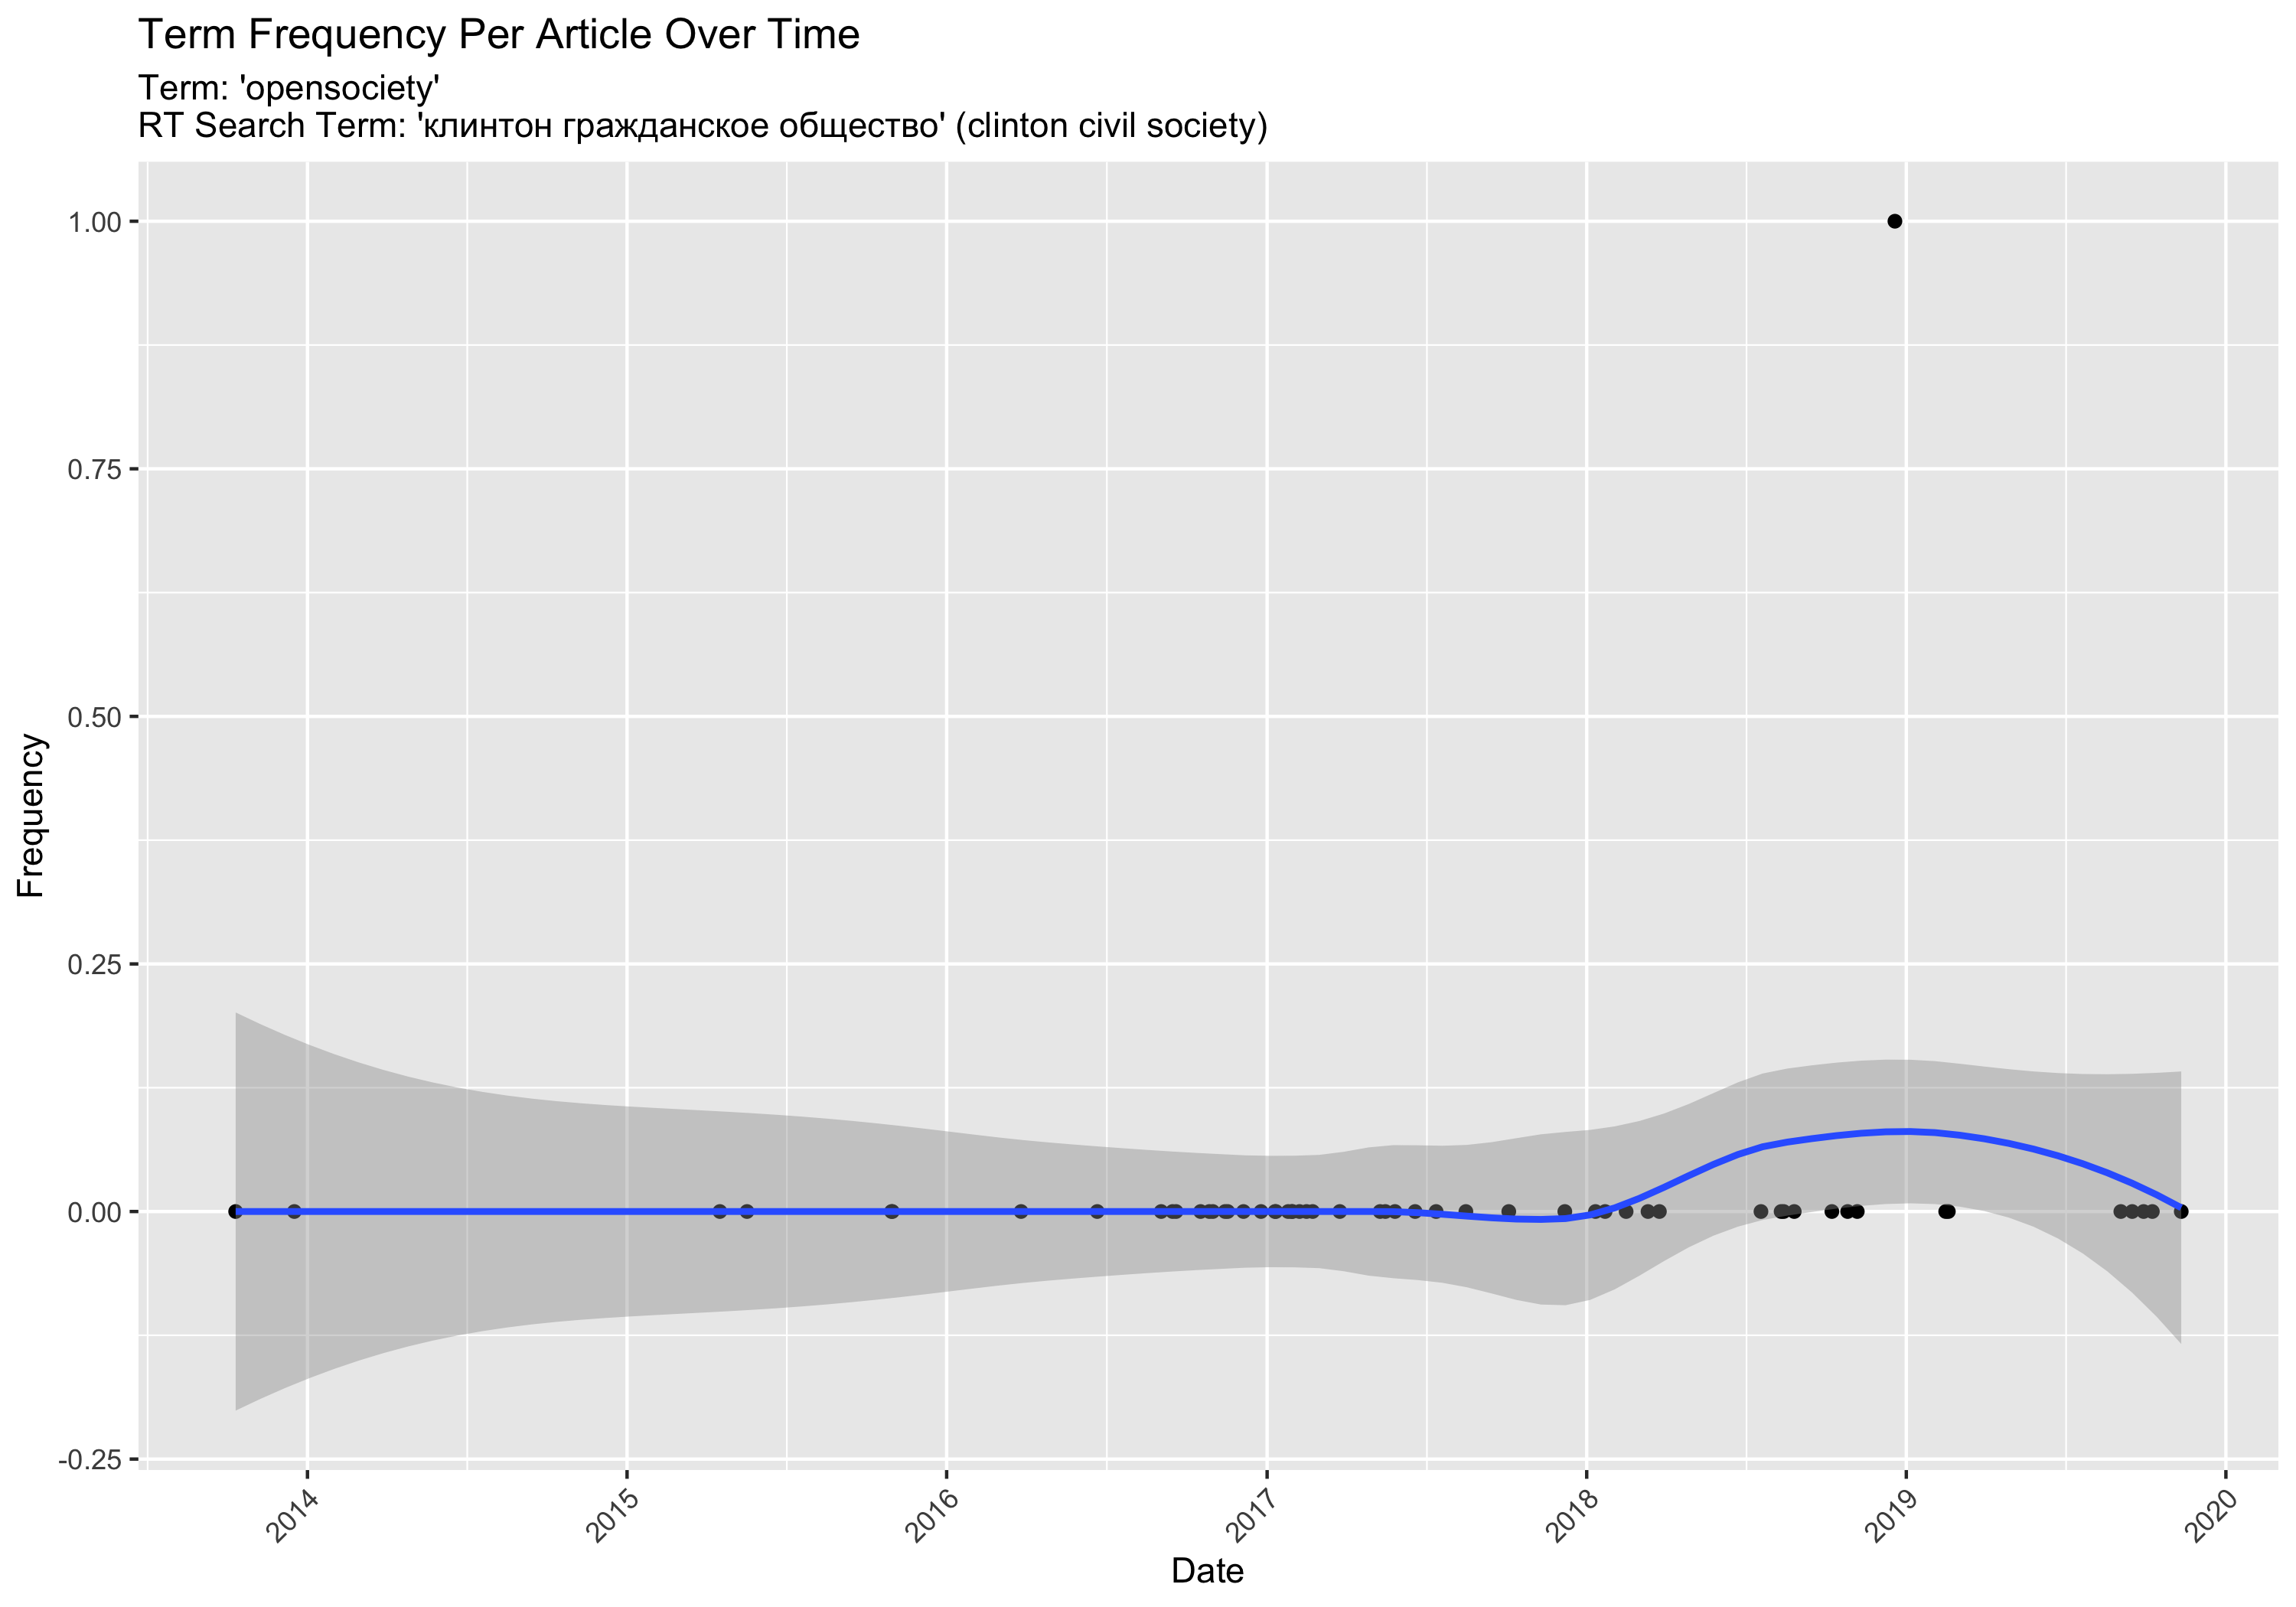 Term Frequency Per Article Over Time
Term: 'opensociety'
RT Search Term: 'клинтон гражданское общество' (clinton civil society)
1.00
0.75
0.50
0.25
0.00
-0.25
Frequency
2014
2015
2016
2017
2018
2019
2020
Date